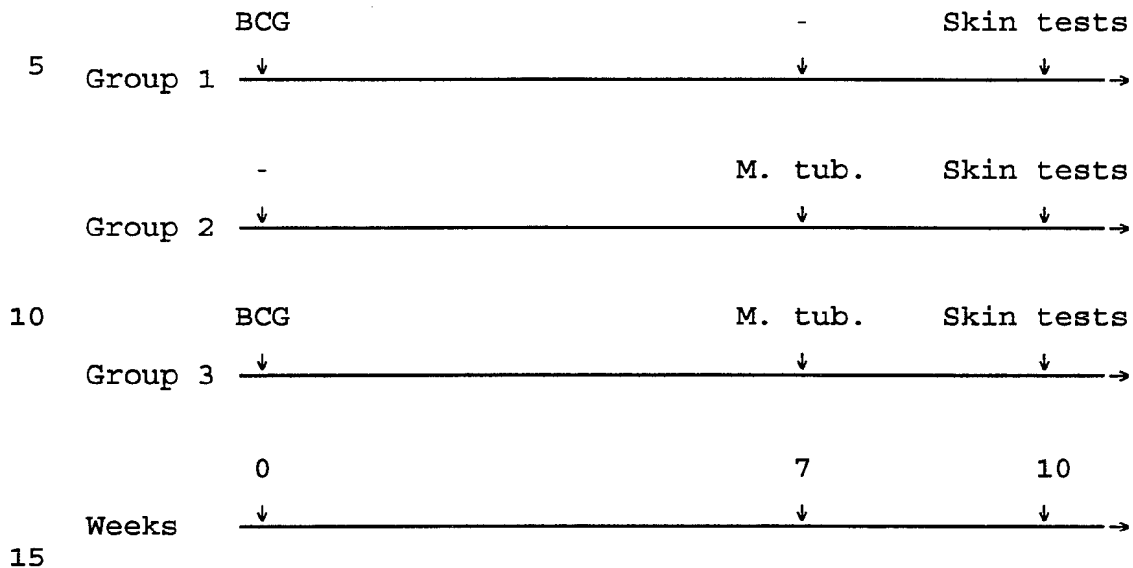 BCG - Skin tests
5 Group 1
- M. tub. Skin tests
Group 2
10 BCG M. tub. Skin tests
Group 3
0 7 10
Weeks
15